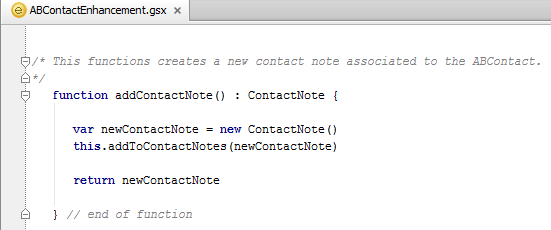 ABContactEnhancement.gsx
/* This functions creates a new contact note associated to the ABContact.
*/
function addContactNote() : ContactNote {
var newContactNote = new ContactNote()
this.addToContactNotes(newContactNote)
return newContactNote
} // end of function